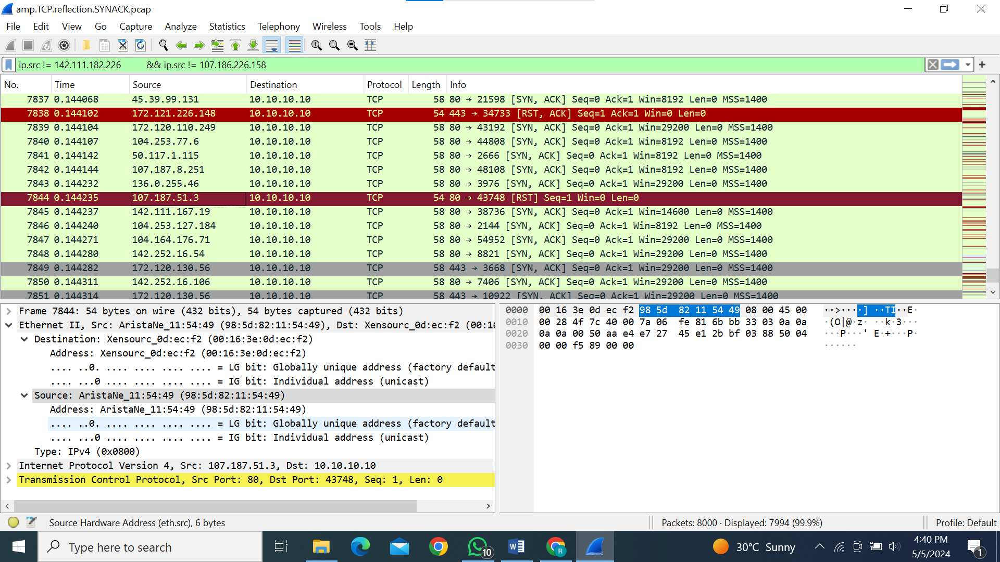 amp.TCP.reflection.SYNACK.pcap
File Edit View Go Capture Analyze Statistics Telephony Wireless Tools Help
ip.src != 142.111.182.226 && ip.src != 107.186.226.158
No. Time Source Destination Protocol Length Info
7837 0.144068 45.39.99.131 10.10.10.10 TCP 58 80 → 21598 [SYN, ACK] Seq=0 Ack=1 Win=8192 Len=0 MSS=1400
7838 0.144102 172.121.226.148 10.10.10.10 TCP 54 443 → 34733 [RST, ACK] Seq=1 Ack=1 Win=0 Len=0
7839 0.144104 172.120.110.249 10.10.10.10 TCP 58 80 → 43192 [SYN, ACK] Seq=0 Ack=1 Win=29200 Len=0 MSS=1400
7840 0.144107 104.253.77.6 10.10.10.10 TCP 58 80 → 44808 [SYN, ACK] Seq=0 Ack=1 Win=8192 Len=0 MSS=1400
7841 0.144142 50.117.1.115 10.10.10.10 TCP 58 80 → 2666 [SYN, ACK] Seq=0 Ack=1 Win=8192 Len=0 MSS=1400
7842 0.144144 107.187.8.251 10.10.10.10 TCP 58 80 → 48108 [SYN, ACK] Seq=0 Ack=1 Win=8192 Len=0 MSS=1400
7843 0.144232 136.0.255.46 10.10.10.10 TCP 58 80 → 3976 [SYN, ACK] Seq=0 Ack=1 Win=29200 Len=0 MSS=1400
7844 0.144235 107.187.51.3 10.10.10.10 TCP 54 80 → 43748 [RST] Seq=1 Win=0 Len=0
7845 0.144237 142.111.167.19 10.10.10.10 TCP 58 80 → 38736 [SYN, ACK] Seq=0 Ack=1 Win=14600 Len=0 MSS=1400
7846 0.144240 104.253.127.184 10.10.10.10 TCP 58 80 → 2144 [SYN, ACK] Seq=0 Ack=1 Win=8192 Len=0 MSS=1400
7847 0.144271 104.164.176.71 10.10.10.10 TCP 58 80 → 54952 [SYN, ACK] Seq=0 Ack=1 Win=29200 Len=0 MSS=1400
7848 0.144280 142.252.16.54 10.10.10.10 TCP 58 80 → 8821 [SYN, ACK] Seq=0 Ack=1 Win=29200 Len=0 MSS=1400
7849 0.144282 172.120.130.56 10.10.10.10 TCP 58 443 → 3668 [SYN, ACK] Seq=0 Ack=1 Win=29200 Len=0 MSS=1400
7850 0.144311 142.252.16.106 10.10.10.10 TCP 58 80 → 7406 [SYN, ACK] Seq=0 Ack=1 Win=29200 Len=0 MSS=1400
7851 0.144314 172.120.130.56 10.10.10.10 TCP 58 443 → 10922 [SYN, ACK] Seq=0 Ack=1 Win=29200 Len=0 MSS=1400
Frame 7844: 54 bytes on wire (432 bits), 54 bytes captured (432 bits)
Ethernet II, Src: AristaNe_11:54:49 (98:5d:82:11:54:49), Dst: Xensourc_0d:ec:f2 (00:16
Destination: Xensourc_0d:ec:f2 (00:16:3e:0d:ec:f2)
Address: Xensourc_0d:ec:f2 (00:16:3e:0d:ec:f2)
.... ..0. .... .... .... .... = LG bit: Globally unique address (factory default
.... ...0 .... .... .... .... = IG bit: Individual address (unicast)
Source: AristaNe_11:54:49 (98:5d:82:11:54:49)
Address: AristaNe_11:54:49 (98:5d:82:11:54:49)
.... ..0. .... .... .... .... = LG bit: Globally unique address (factory default
.... ...0 .... .... .... .... = IG bit: Individual address (unicast)
Type: IPv4 (0x0800)
Internet Protocol Version 4, Src: 107.187.51.3, Dst: 10.10.10.10
Transmission Control Protocol, Src Port: 80, Dst Port: 43748, Seq: 1, Len: 0
0000 00 16 3e 0d ec f2 98 5d 82 11 54 49 08 00 45 00 ··>····] ··TI··E·
0010 00 28 4f 7c 40 00 7a 06 fe 81 6b bb 33 03 0a 0a ·(O|@·z· ··k·3···
0020 0a 0a 00 50 aa e4 e7 27 45 e1 2b bf 03 88 50 04 ···P···' E·+···P·
0030 00 00 f5 89 00 00 ······
Source Hardware Address (eth.src), 6 bytes
Packets: 8000 · Displayed: 7994 (99.9%)
Profile: Default
Type here to search
10
R
30°C Sunny
4:40 PM
5/5/2024
1